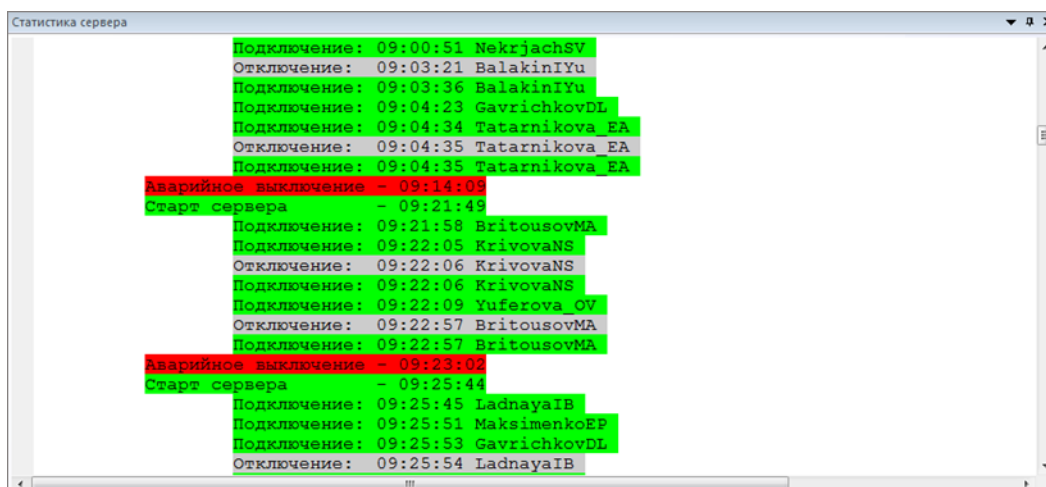 Статистика сервера
Подключение: 09:00:51 NekrjachSV
Отключение: 09:03:21 BalakinIYu
Подключение: 09:03:36 BalakinIYu
Подключение: 09:04:23 GavrichkovDL
Подключение: 09:04:34 Tatarnikova_EA
Отключение: 09:04:35 Tatarnikova_EA
Подключение: 09:04:35 Tatarnikova_EA
Аварийное выключение - 09:14:09
Старт сервера - 09:21:49
Подключение: 09:21:58 BritousovMA
Подключение: 09:22:05 KrivovaNS
Отключение: 09:22:06 KrivovaNS
Подключение: 09:22:06 KrivovaNS
Подключение: 09:22:09 Yuferova_OV
Отключение: 09:22:57 BritousovMA
Подключение: 09:22:57 BritousovMA
Аварийное выключение - 09:23:02
Старт сервера - 09:25:44
Подключение: 09:25:45 LadnayaIB
Подключение: 09:25:51 MaksimenkoEP
Подключение: 09:25:53 GavrichkovDL
Отключение: 09:25:54 LadnayaIB